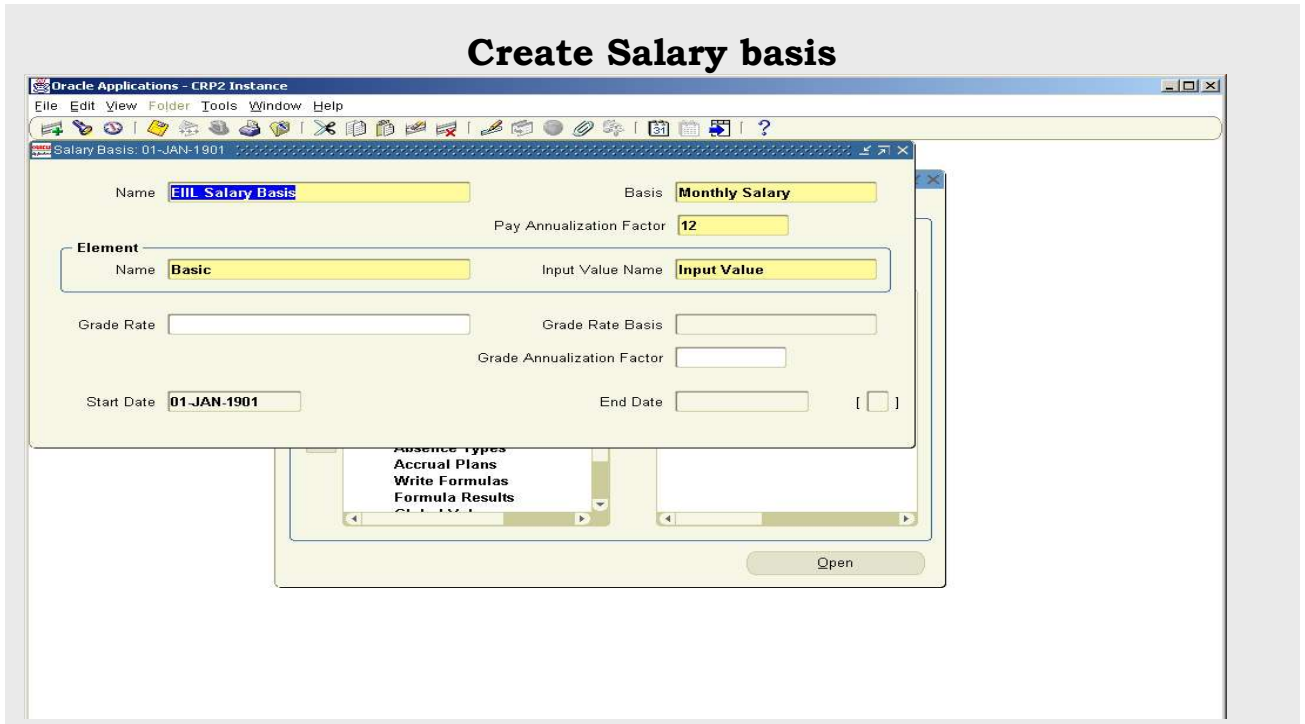 Create Salary basis
Oracle Applications - CRP2 Instance
File Edit View Folder Tools Window Help
Salary Basis: 01-JAN-1901
Name EIIL Salary Basis Basis Monthly Salary
Pay Annualization Factor 12
Element
Name Basic Input Value Name Input Value
Grade Rate Grade Rate Basis
Grade Annualization Factor
Start Date 01-JAN-1901 End Date [ ]
Absence Types
Accrual Plans
Write Formulas
Formula Results
Open